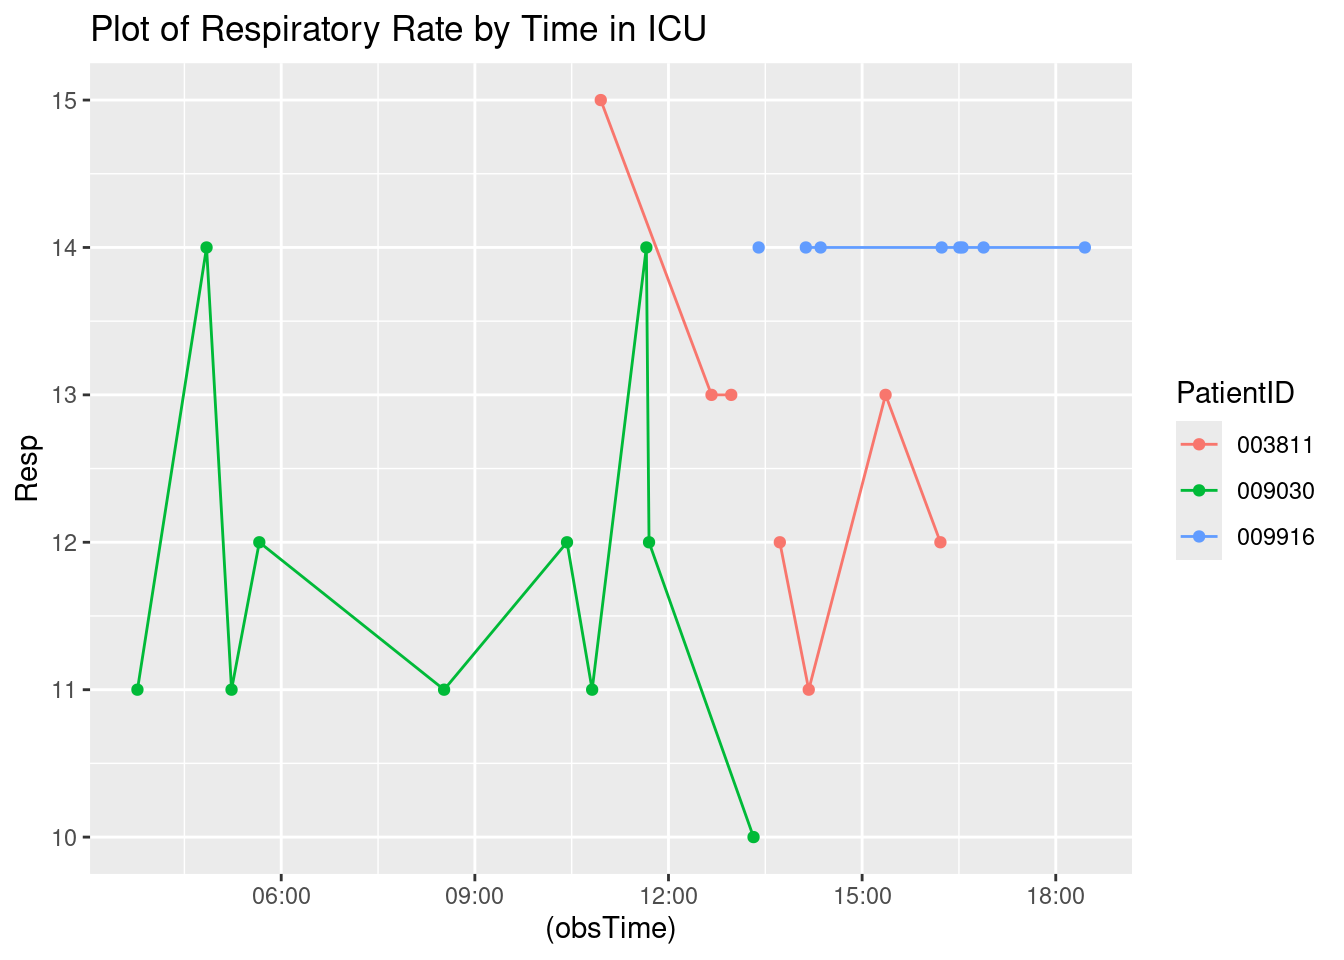 Plot of Respiratory Rate by Time in ICU
15
14
13
12
11
10
Resp
06:00 09:00 12:00 15:00 18:00
(obsTime)
PatientID
003811
009030
009916